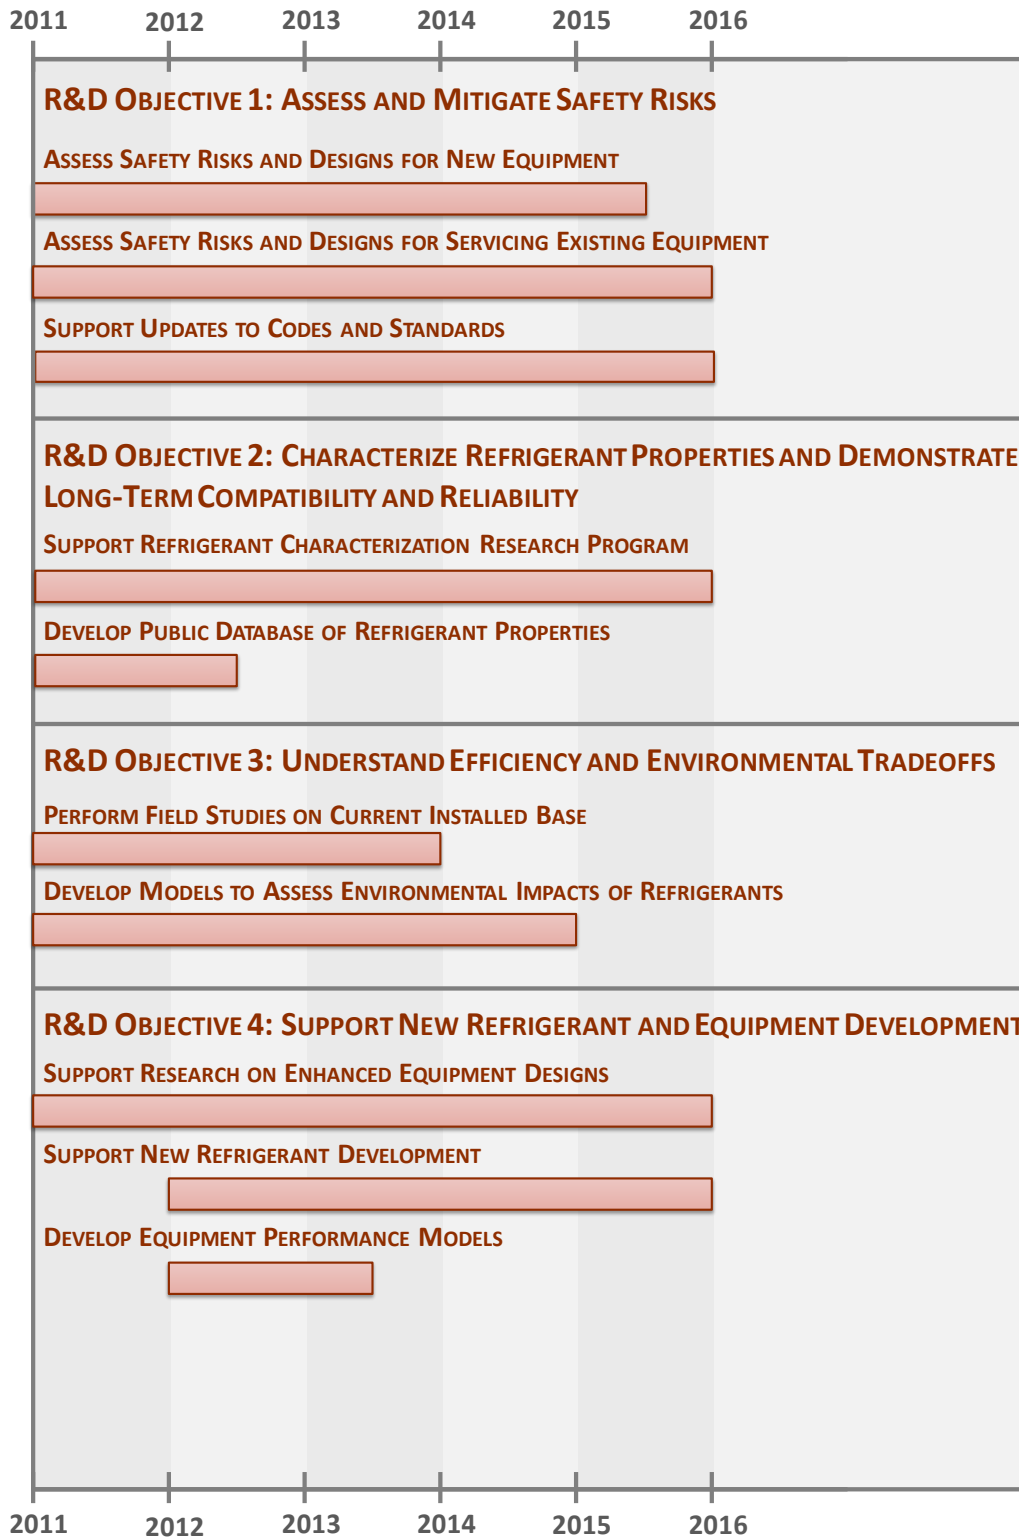 2011 2012 2013 2014 2015 2016
R&D Objective 1: Assess and Mitigate Safety Risks
Assess Safety Risks and Designs for New Equipment
Assess Safety Risks and Designs for Servicing Existing Equipment
Support Updates to Codes and Standards
R&D Objective 2: Characterize Refrigerant Properties and Demonstrate
Long-Term Compatibility and Reliability
Support Refrigerant Characterization Research Program
Develop Public Database of Refrigerant Properties
R&D Objective 3: Understand Efficiency and Environmental Tradeoffs
Perform Field Studies on Current Installed Base
Develop Models to Assess Environmental Impacts of Refrigerants
R&D Objective 4: Support New Refrigerant and Equipment Development
Support Research on Enhanced Equipment Designs
Support New Refrigerant Development
Develop Equipment Performance Models
2011 2012 2013 2014 2015 2016